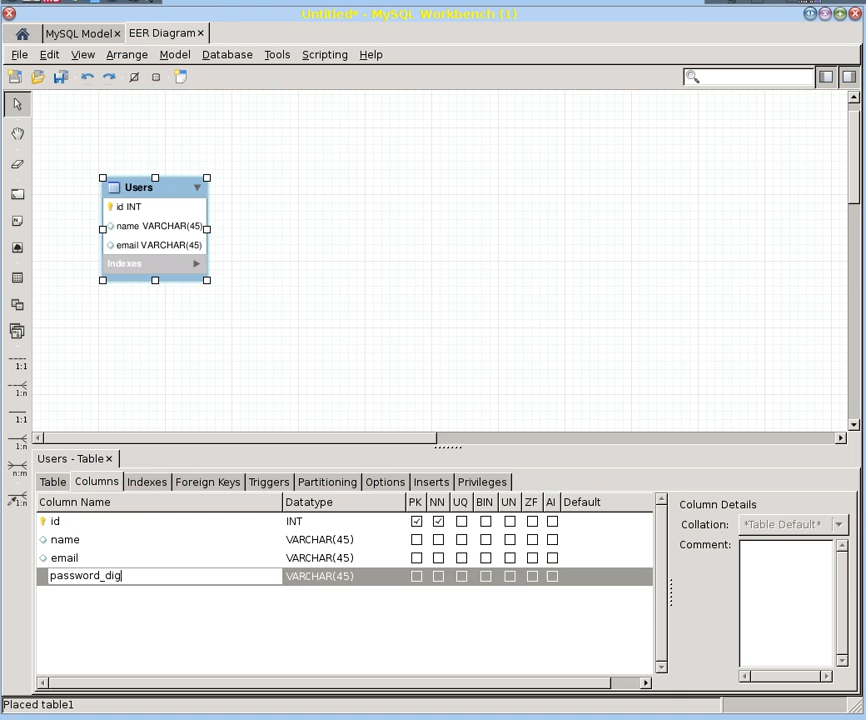 Untitled* - MySQL Workbench (1)
MySQL Model
EER Diagram
File Edit View Arrange Model Database Tools Scripting Help
Users
id INT
name VARCHAR(45)
email VARCHAR(45)
Indexes
1:1
1:n
1:1
1:n
n:m
1:n
Users - Table
Table Columns Indexes Foreign Keys Triggers Partitioning Options Inserts Privileges
Column Name Datatype PK NN UQ BIN UN ZF AI Default
id INT
name VARCHAR(45)
email VARCHAR(45)
password_dig VARCHAR(45)
Column Details
Collation: *Table Default*
Comment:
Placed table1